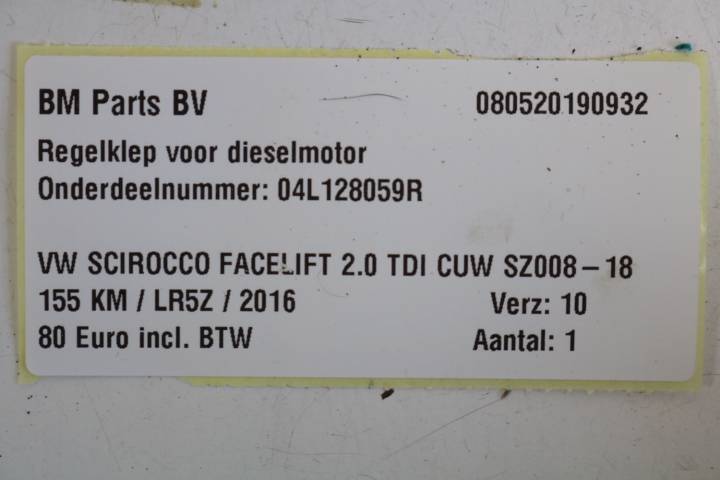 BM Parts BV 080520190932
Regelklep voor dieselmotor
Onderdeelnummer: 04L128059R
VW SCIROCCO FACELIFT 2.0 TDI CUW SZ008-18
155 KM / LR5Z / 2016 Verz: 10
80 Euro incl. BTW Aantal: 1